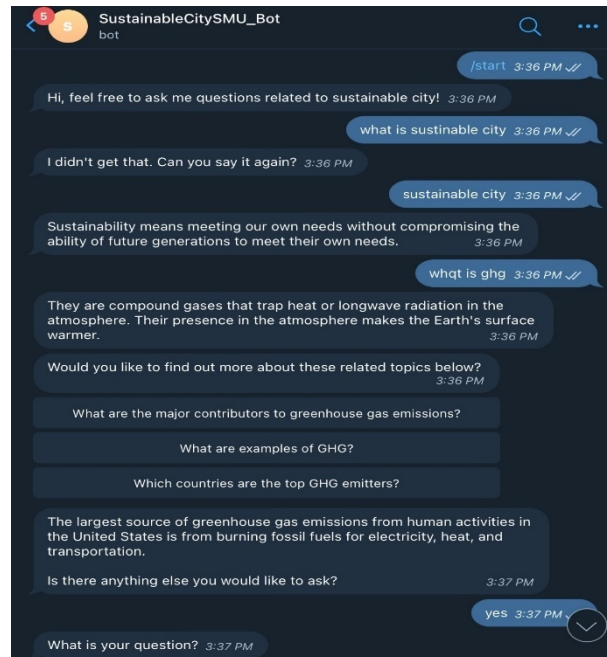 5
S
SustainableCitySMU_Bot
bot
/start 3:36 PM
Hi, feel free to ask me questions related to sustainable city! 3:36 PM
what is sustinable city 3:36 PM
I didn't get that. Can you say it again? 3:36 PM
sustainable city 3:36 PM
Sustainability means meeting our own needs without compromising the
ability of future generations to meet their own needs. 3:36 PM
whqt is ghg 3:36 PM
They are compound gases that trap heat or longwave radiation in the
atmosphere. Their presence in the atmosphere makes the Earth's surface
warmer. 3:36 PM
Would you like to find out more about these related topics below?
3:36 PM
What are the major contributors to greenhouse gas emissions?
What are examples of GHG?
Which countries are the top GHG emitters?
The largest source of greenhouse gas emissions from human activities in
the United States is from burning fossil fuels for electricity, heat, and
transportation.
Is there anything else you would like to ask? 3:37 PM
yes 3:37 PM
What is your question? 3:37 PM